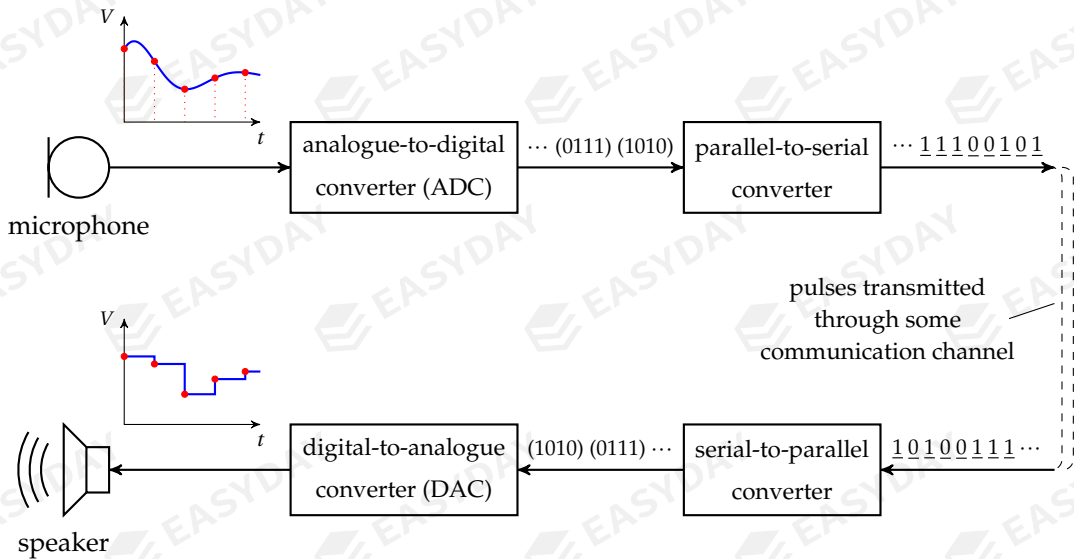 V
t
microphone
analogue-to-digital
converter (ADC)
⋯ (0111) (1010)
parallel-to-serial
converter
⋯ 1 1 1 0 0 1 0 1
pulses transmitted
through some
communication channel
V
t
speaker
digital-to-analogue
converter (DAC)
(1010) (0111) ⋯
serial-to-parallel
converter
1 0 1 0 0 1 1 1 ⋯
EASYDAY